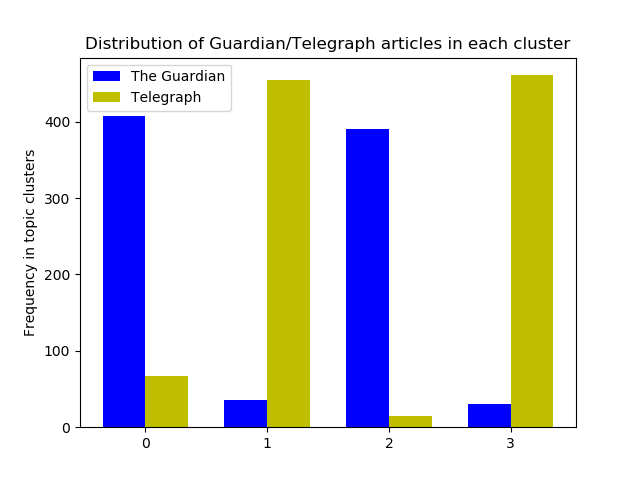 Distribution of Guardian/Telegraph articles in each cluster
The Guardian
Telegraph
Frequency in topic clusters
400
300
200
100
0
0 1 2 3